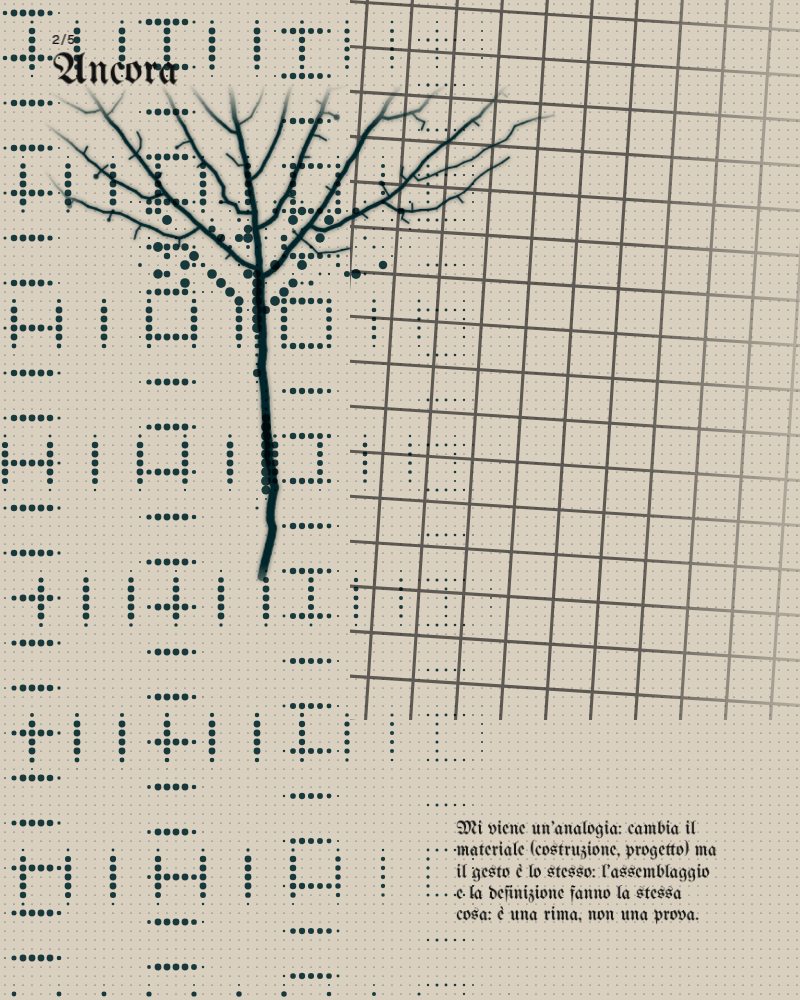 2/5
Ancora
Mi viene un'analogia: cambia il
materiale (costruzione, progetto) ma
il gesto è lo stesso: l'assemblaggio
e la definizione fanno la stessa
cosa: è una rima, non una prova.